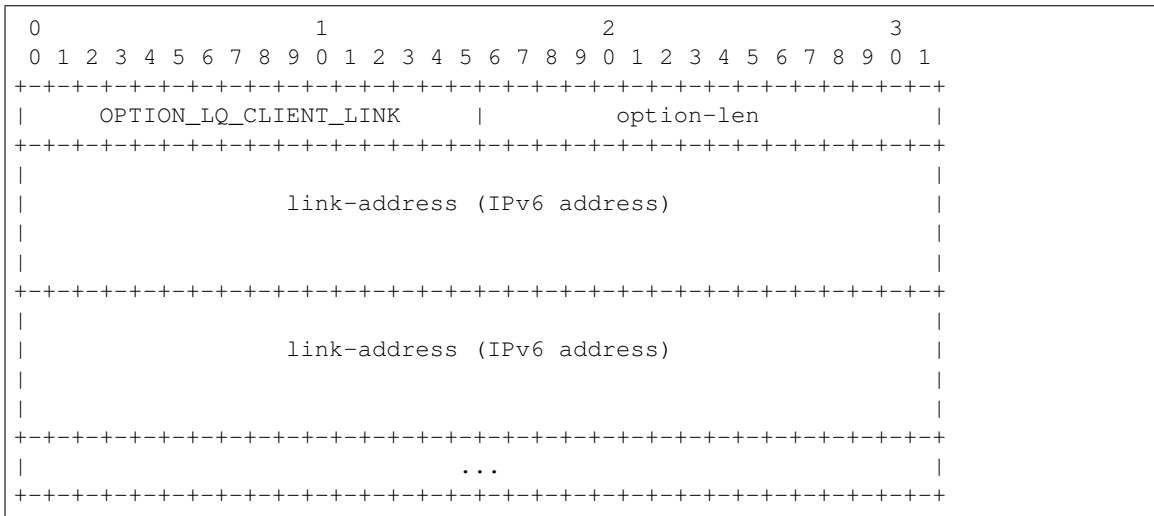 0                   1                   2                   3
 0 1 2 3 4 5 6 7 8 9 0 1 2 3 4 5 6 7 8 9 0 1 2 3 4 5 6 7 8 9 0 1
+-+-+-+-+-+-+-+-+-+-+-+-+-+-+-+-+-+-+-+-+-+-+-+-+-+-+-+-+-+-+-+-+
|     OPTION_LQ_CLIENT_LINK     |         option-len            |
+-+-+-+-+-+-+-+-+-+-+-+-+-+-+-+-+-+-+-+-+-+-+-+-+-+-+-+-+-+-+-+-+
|                                                               |
|                  link-address (IPv6 address)                  |
|                                                               |
|                                                               |
+-+-+-+-+-+-+-+-+-+-+-+-+-+-+-+-+-+-+-+-+-+-+-+-+-+-+-+-+-+-+-+-+
|                                                               |
|                  link-address (IPv6 address)                  |
|                                                               |
|                                                               |
+-+-+-+-+-+-+-+-+-+-+-+-+-+-+-+-+-+-+-+-+-+-+-+-+-+-+-+-+-+-+-+-+
|                              ...                              |
+-+-+-+-+-+-+-+-+-+-+-+-+-+-+-+-+-+-+-+-+-+-+-+-+-+-+-+-+-+-+-+-+